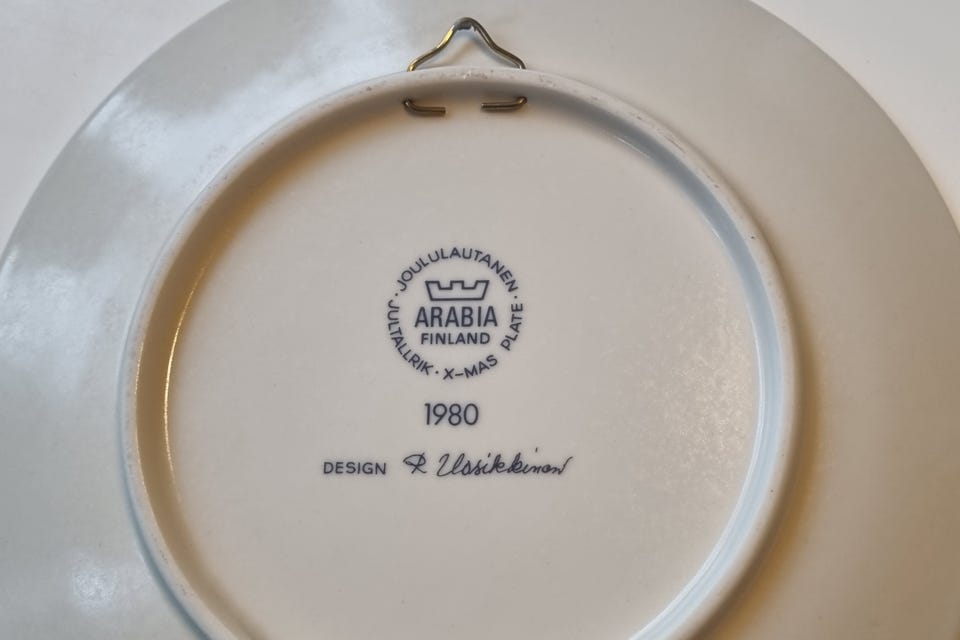 · JOULULAUTANEN · X-MAS PLATE · JULTALLRIK
ARABIA
FINLAND
1980
DESIGN R Uosikkinen